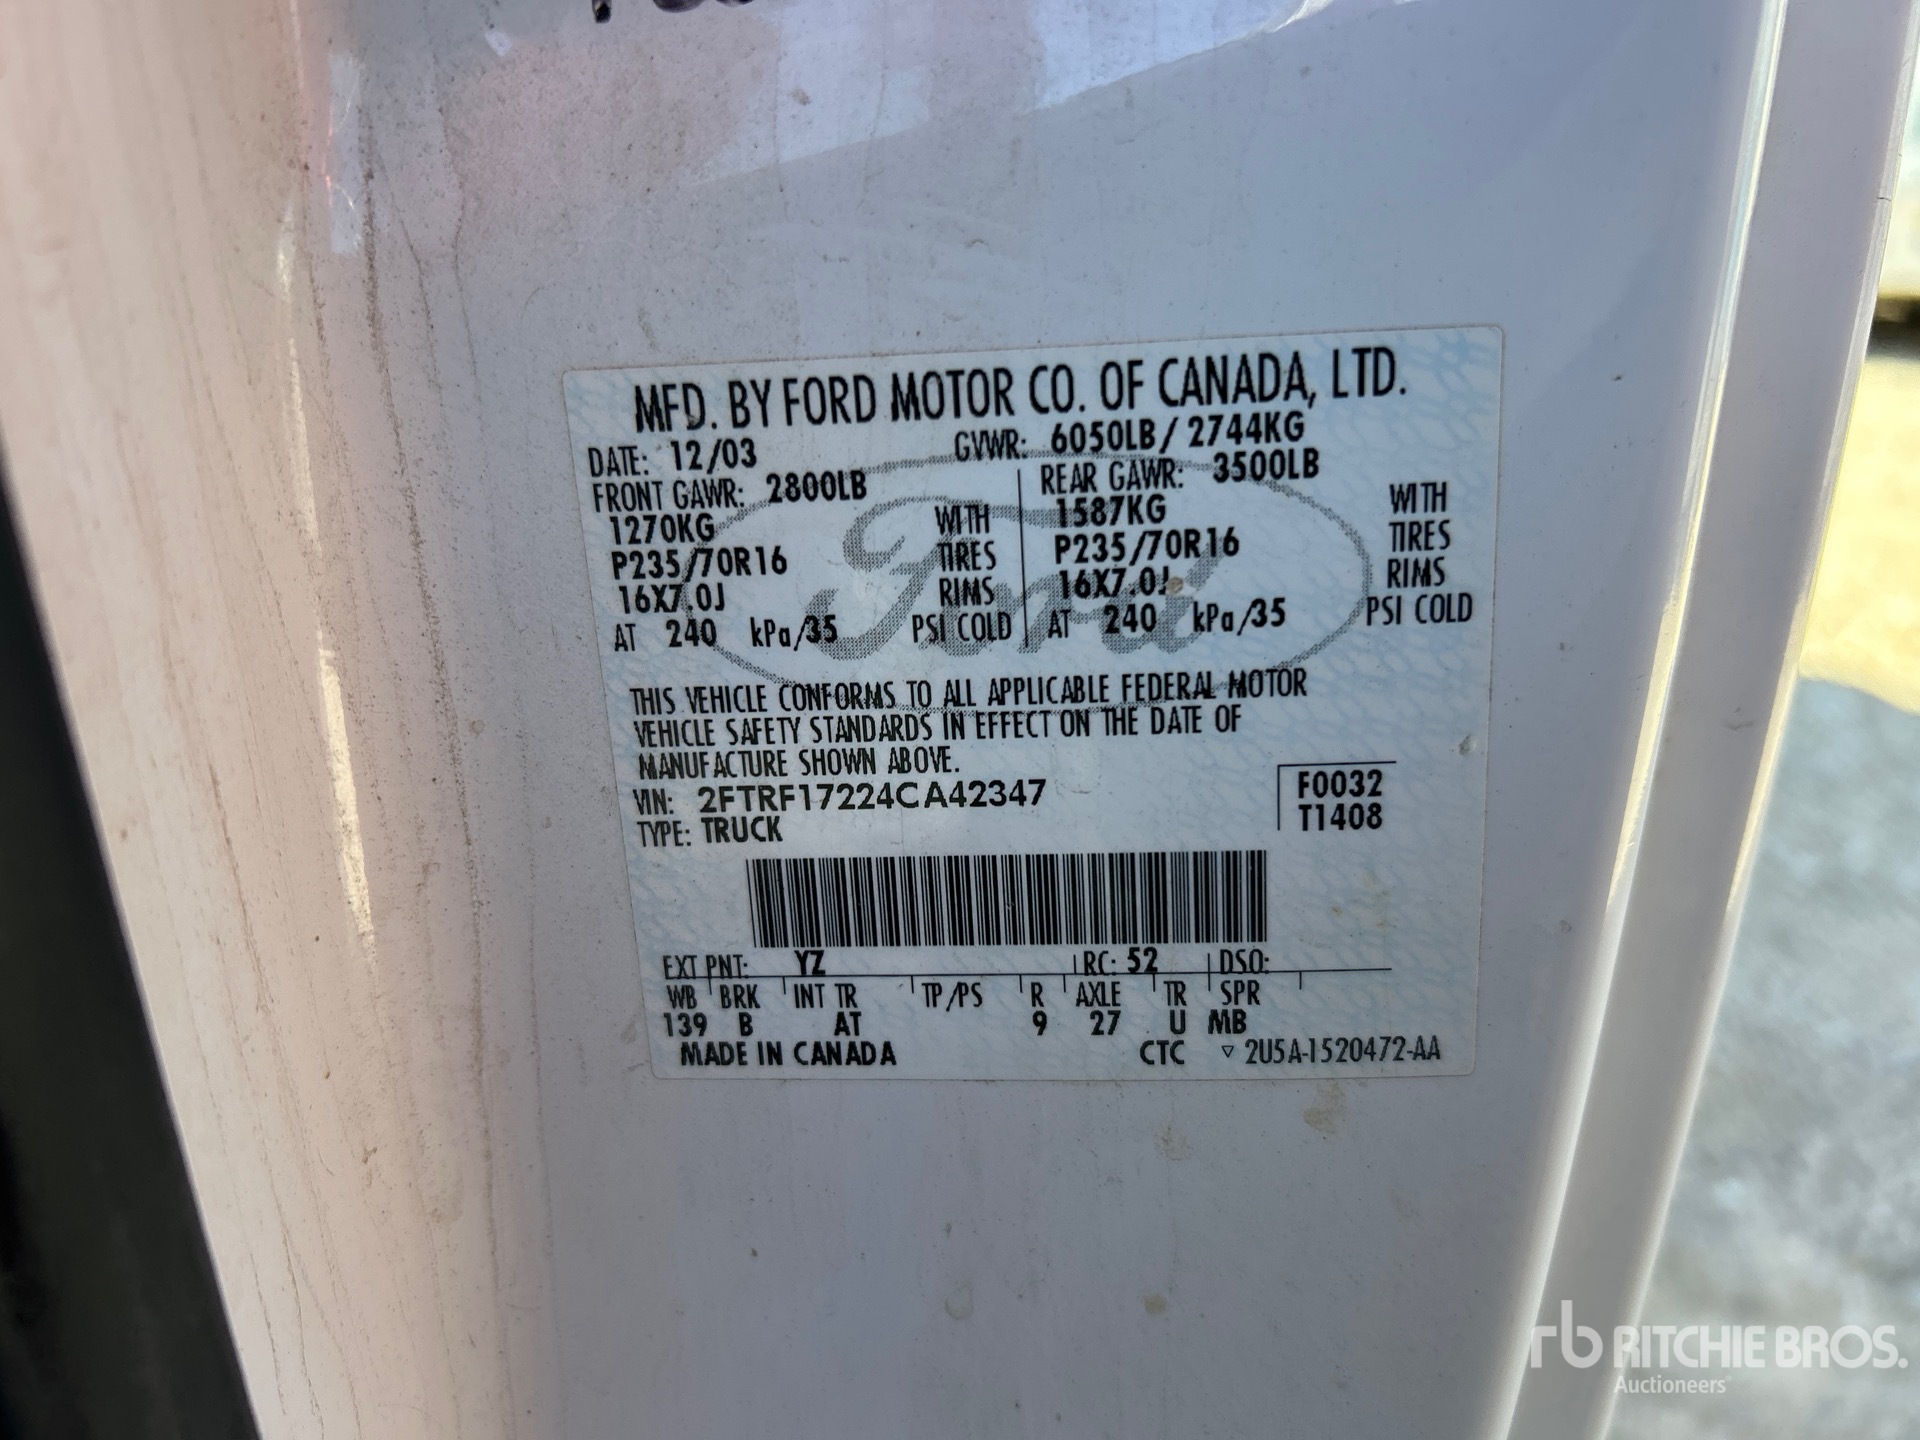 MFD. BY FORD MOTOR CO. OF CANADA, LTD.
DATE: 12/03 GVWR: 6050LB / 2744KG
FRONT GAWR: 2800LB REAR GAWR: 3500LB
1270KG WITH 1587KG WITH
P235/70R16 TIRES P235/70R16 TIRES
16X7.0J RIMS 16X7.0J RIMS
AT 240 kPa/35 PSI COLD AT 240 kPa/35 PSI COLD
Ford
THIS VEHICLE CONFORMS TO ALL APPLICABLE FEDERAL MOTOR
VEHICLE SAFETY STANDARDS IN EFFECT ON THE DATE OF
MANUFACTURE SHOWN ABOVE.
VIN: 2FTRF17224CA42347 F0032
TYPE: TRUCK T1408
EXT PNT: YZ RC: 52 DSO:
WB BRK INT TR TP/PS R AXLE TR SPR
139 B AT 9 27 U MB
MADE IN CANADA CTC ▽ 2U5A-1520472-AA
rb RITCHIE BROS.
Auctioneers